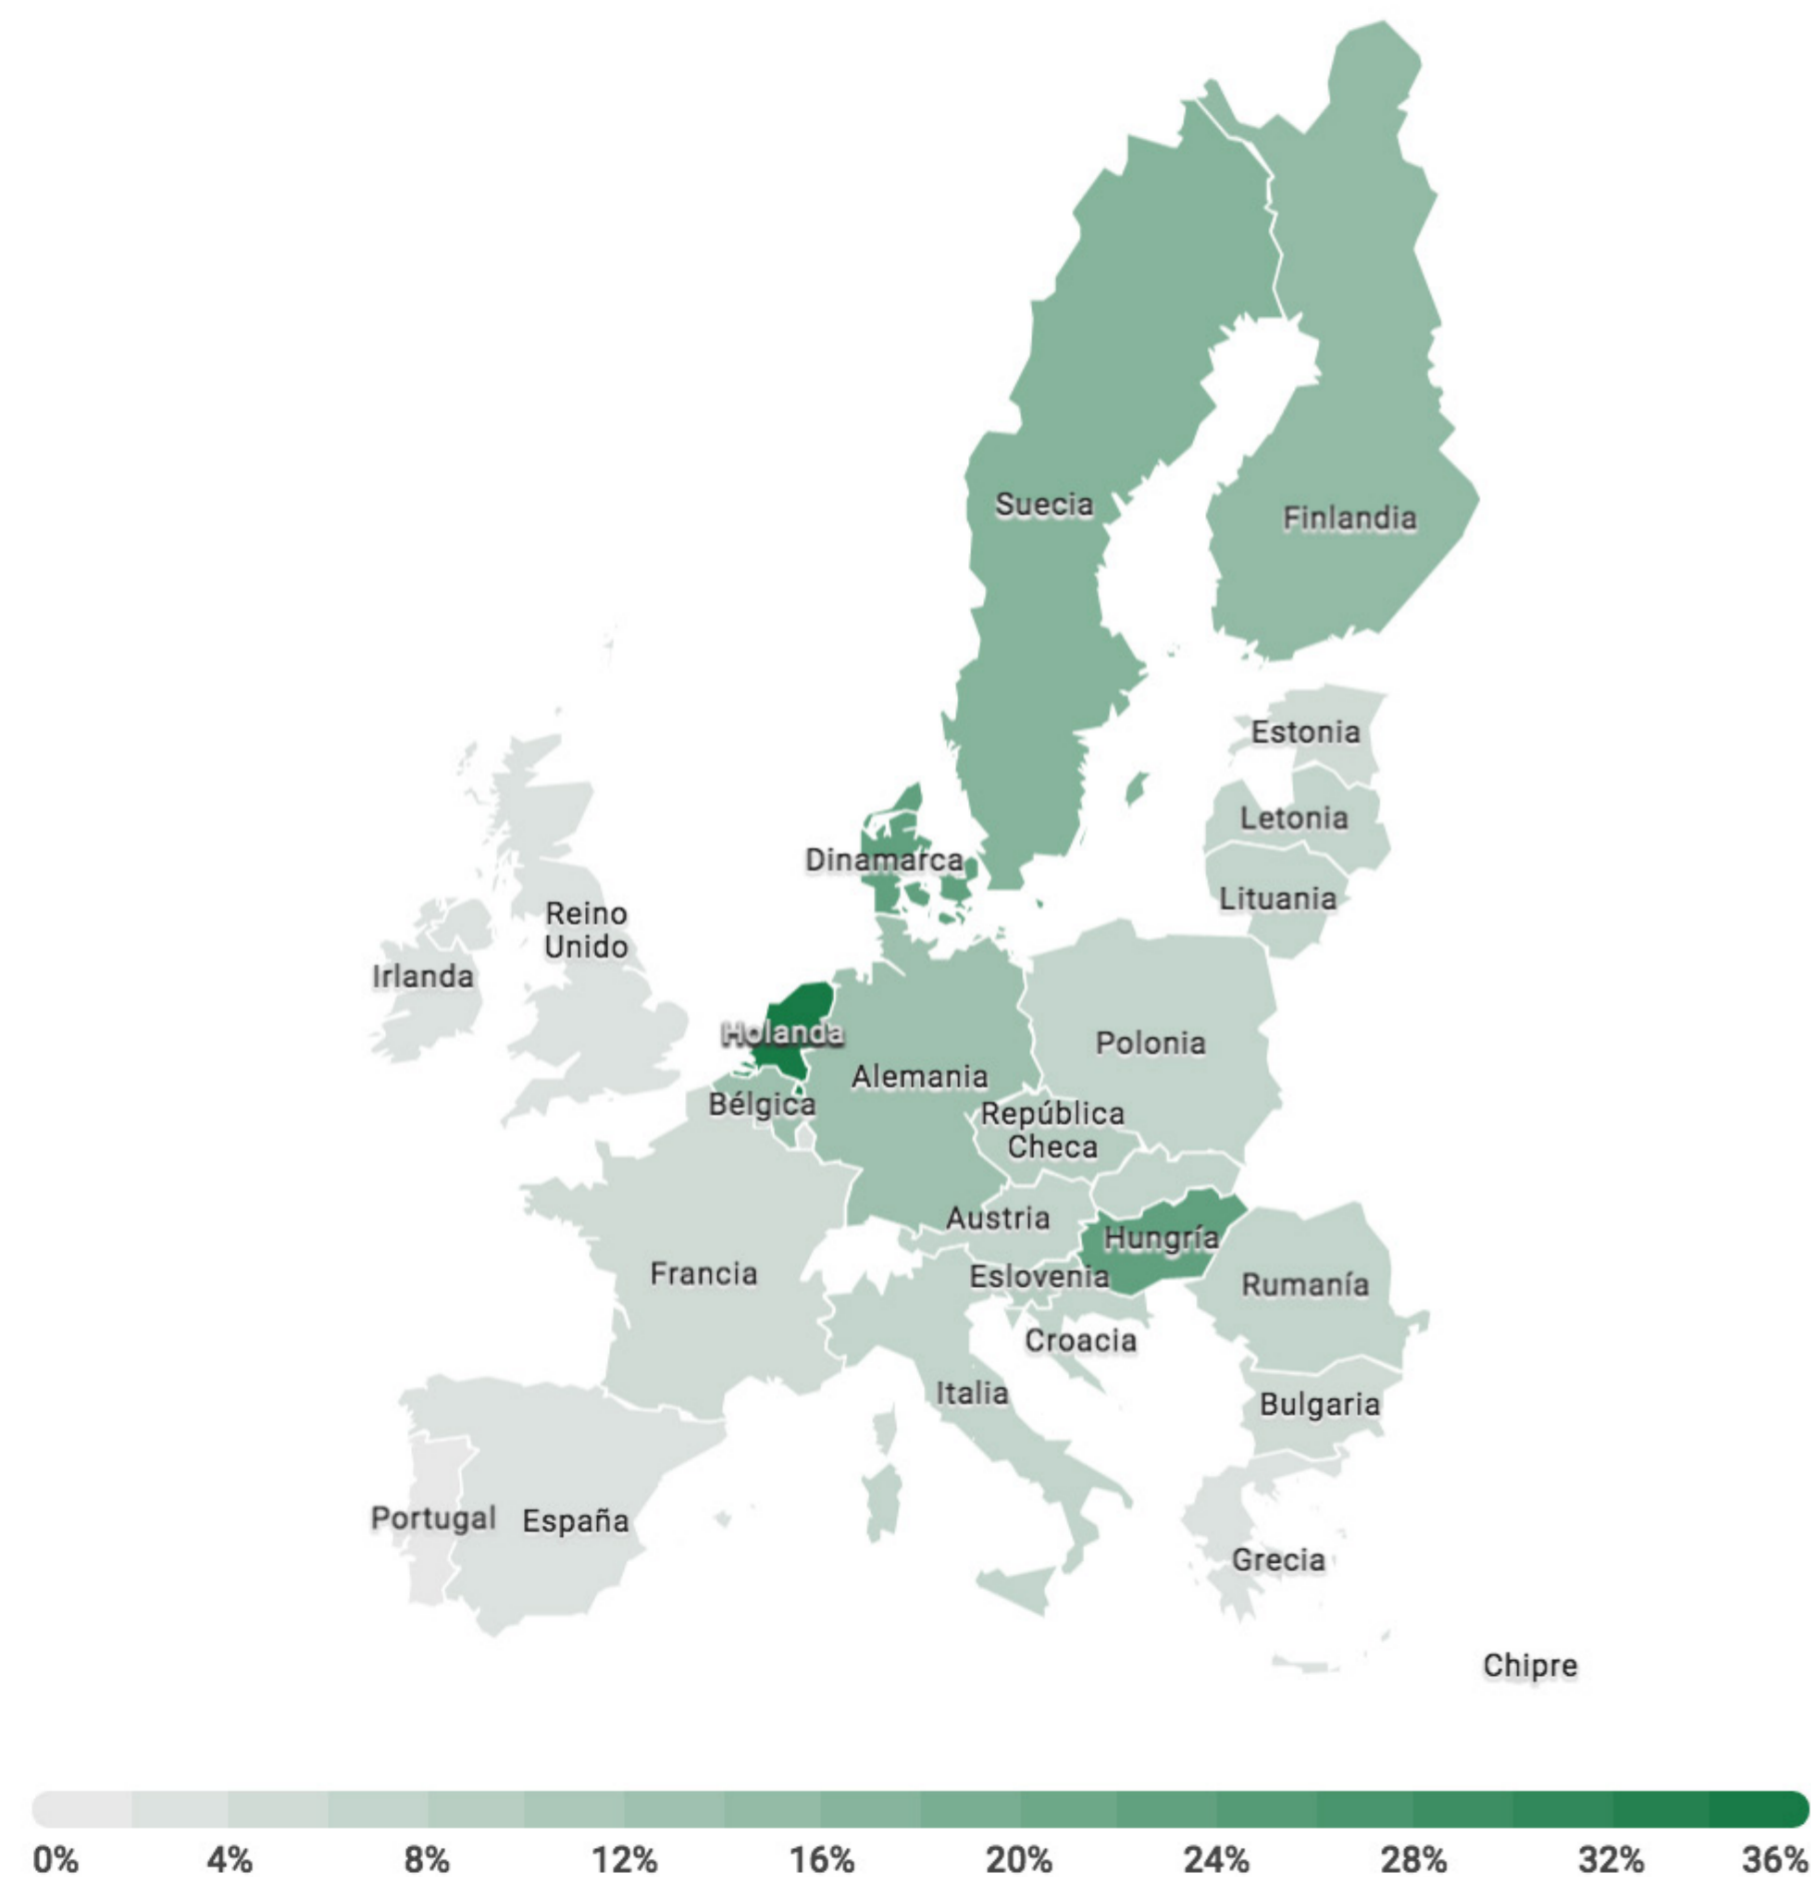 Suecia
Finlandia
Estonia
Letonia
Dinamarca
Lituania
Reino
Unido
Irlanda
Holanda
Polonia
Alemania
Bélgica
República
Checa
Austria
Hungría
Francia
Eslovenia
Rumanía
Croacia
Italia
Bulgaria
Portugal
España
Grecia
Chipre
0% 4% 8% 12% 16% 20% 24% 28% 32% 36%